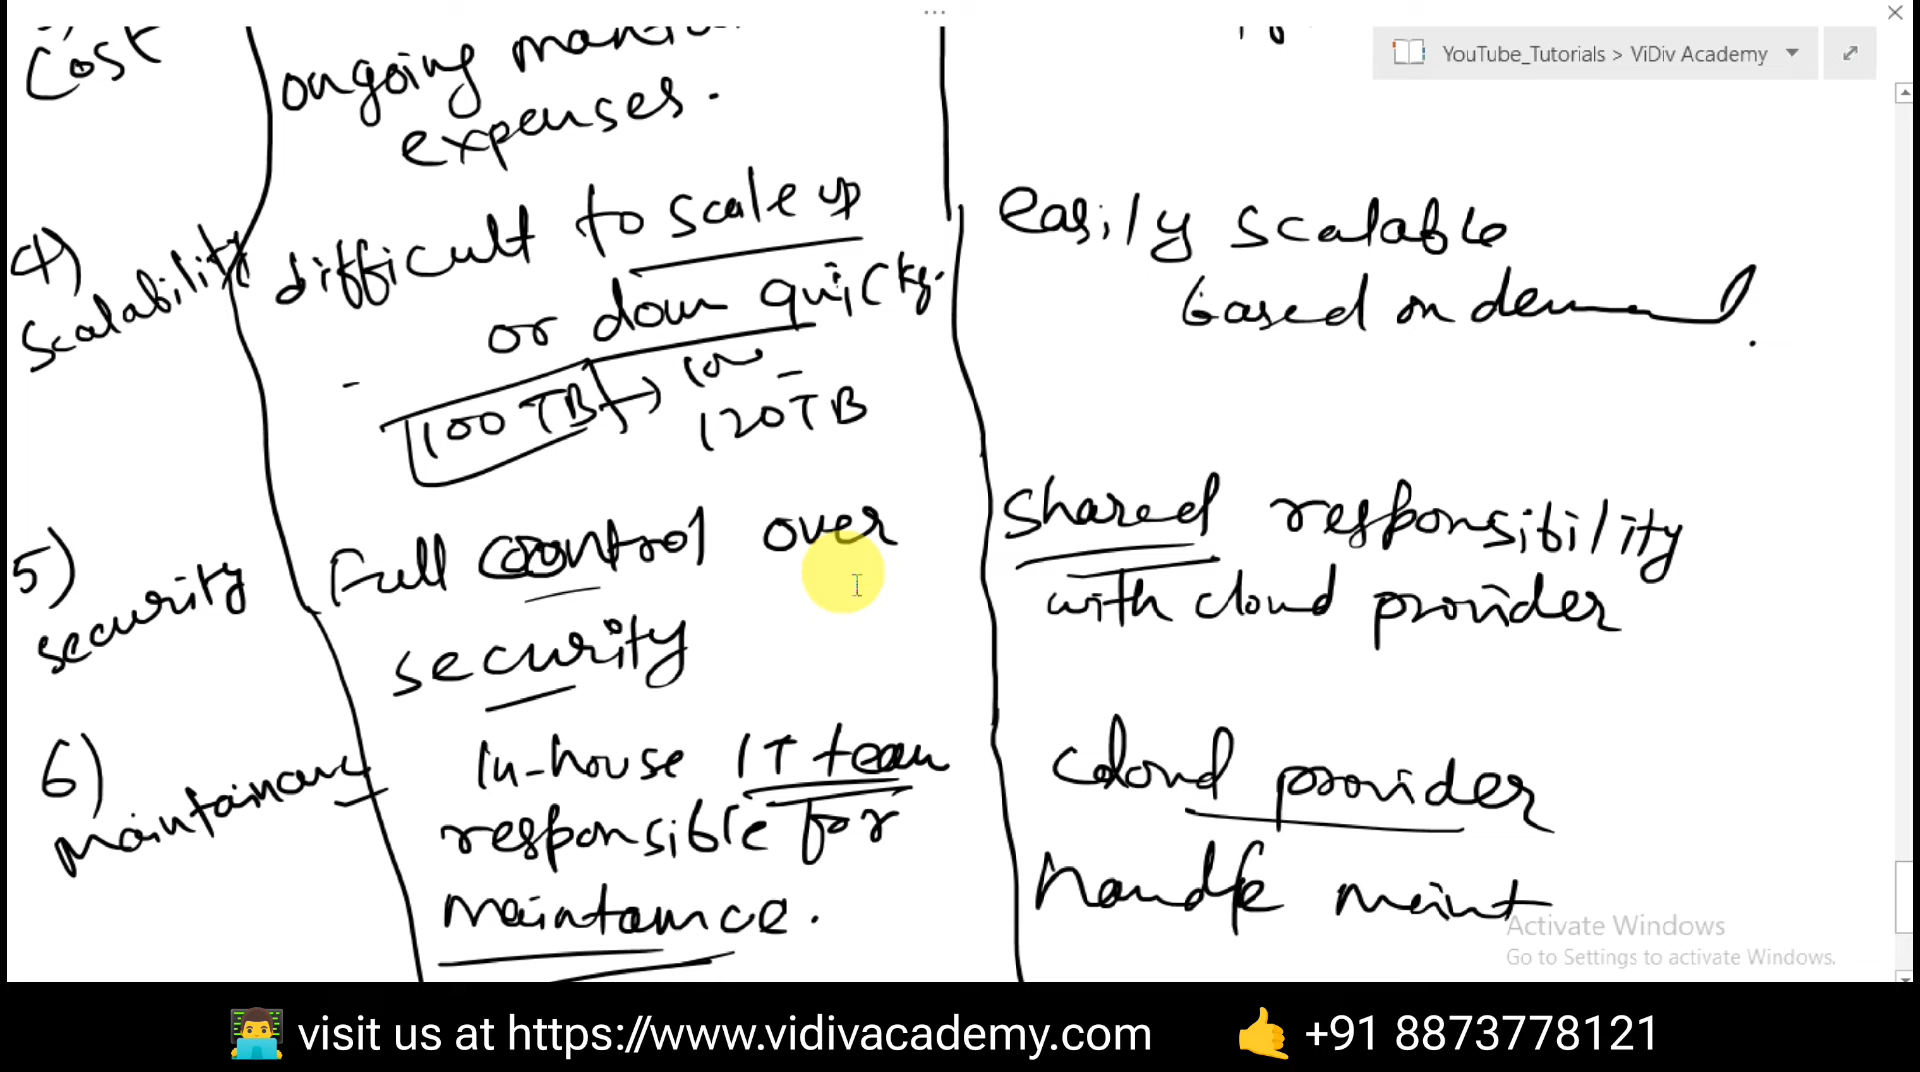 YouTube_Tutorials > ViDiv Academy
Cost
ongoing
expenses.
4)
Scalability
difficult to scale up
or down quickly.
100 TB → 100
120TB
easily scalable
based on demand.
5)
security
Full control over
security
shared responsibility
with cloud provider
6)
In-house IT team
responsible for
cloud provider
handle maint
Activate Windows
Go to Settings to activate Windows.
visit us at https://www.vidivacademy.com
+91 8873778121